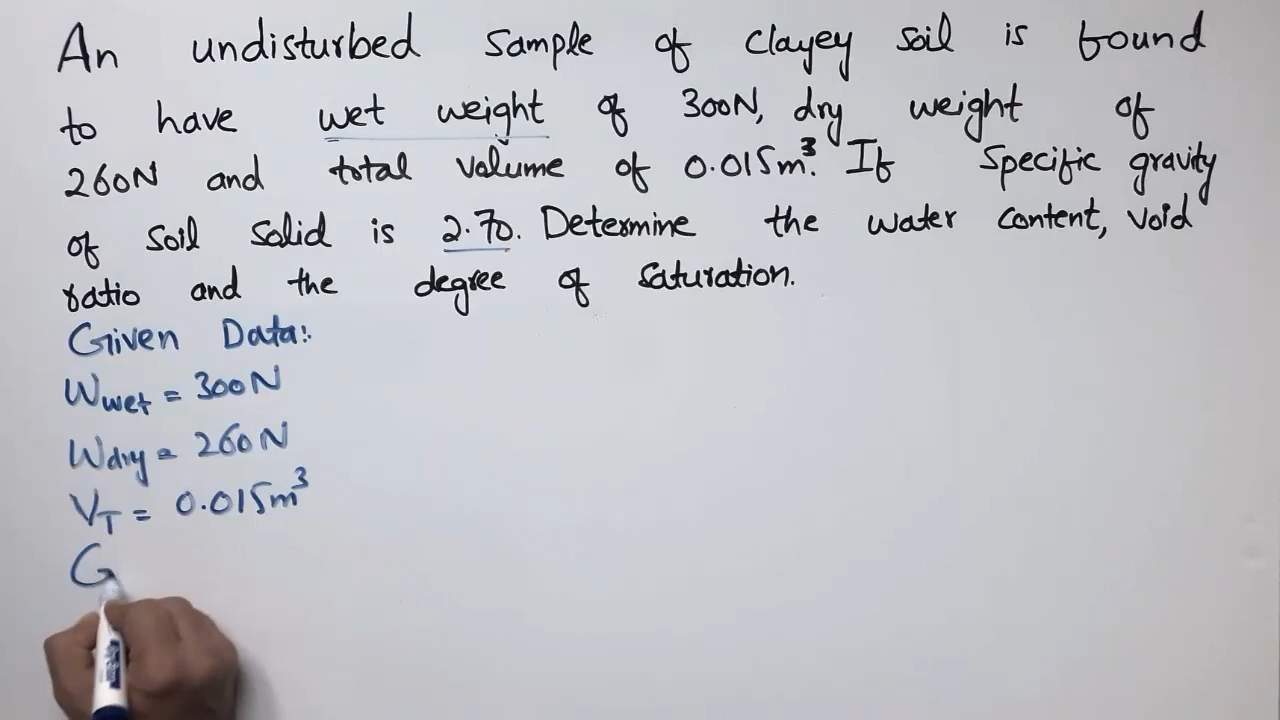 An undisturbed sample of clayey soil is found
to have wet weight of 300N, dry weight of
260N and total volume of 0.015m³. If specific gravity
of soil solid is 2.70. Determine the water content, void
ratio and the degree of saturation.
Given Data:
Wwet = 300N
Wdry = 260N
VT = 0.015m³
G